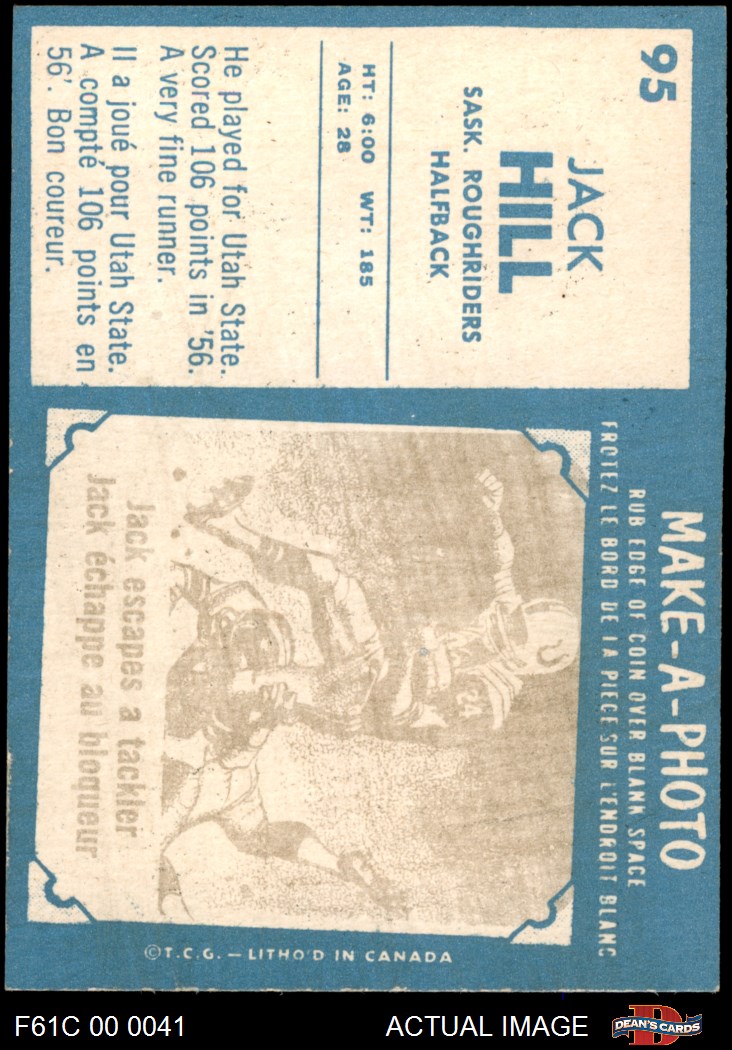 95
JACK
HILL
SASK. ROUGHRIDERS
HALFBACK
HT: 6:00 WT: 185
AGE: 28
He played for Utah State.
Scored 106 points in '56.
A very fine runner.
Il a joué pour Utah State.
A compté 106 points en
56'. Bon coureur.
MAKE-A-PHOTO
RUB EDGE OF COIN OVER BLANK SPACE
FROTEZ LE BORD DE LA PIECE SUR L'ENDROIT BLANC
24
Jack escapes a tackler
Jack échappe au bloqueur
©T.C.G. — LITHO'D IN CANADA
F61C 00 0041
ACTUAL IMAGE
D
DEAN'S CARDS